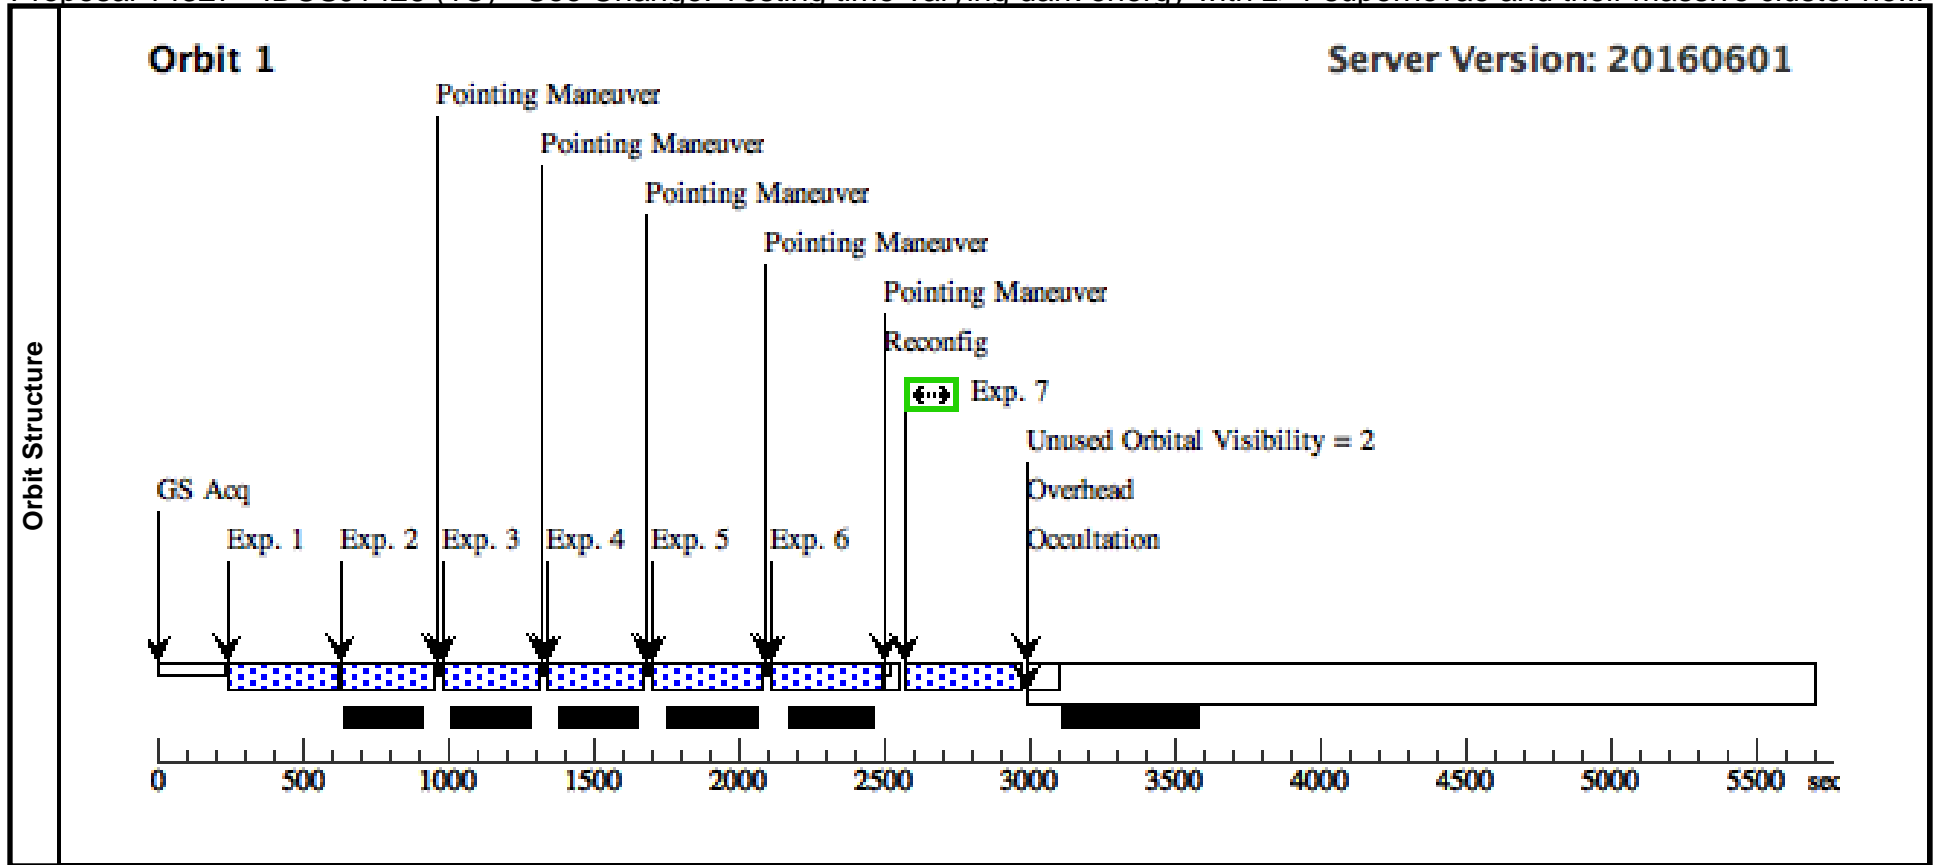 Orbit Structure
Orbit 1
Server Version: 20160601
Pointing Maneuver
Pointing Maneuver
Pointing Maneuver
Pointing Maneuver
Pointing Maneuver
Reconfig
Exp. 7
Unused Orbital Visibility = 2
GS Acq
Overhead
Exp. 1 Exp. 2 Exp. 3 Exp. 4 Exp. 5 Exp. 6 Occultation
0 500 1000 1500 2000 2500 3000 3500 4000 4500 5000 5500 sec